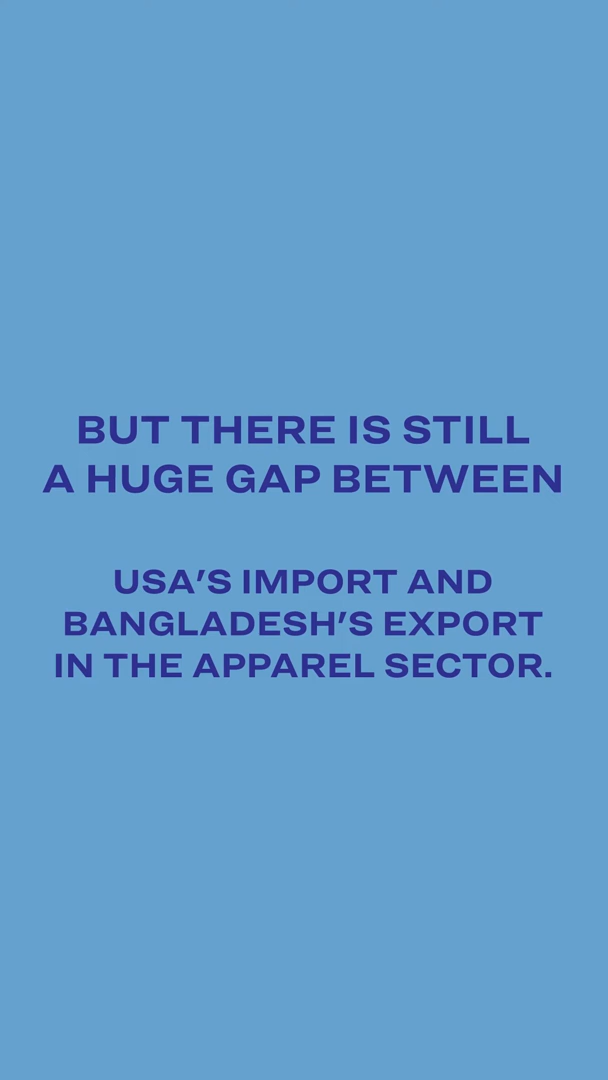 BUT THERE IS STILL
A HUGE GAP BETWEEN
USA’S IMPORT AND
BANGLADESH’S EXPORT
IN THE APPAREL SECTOR.